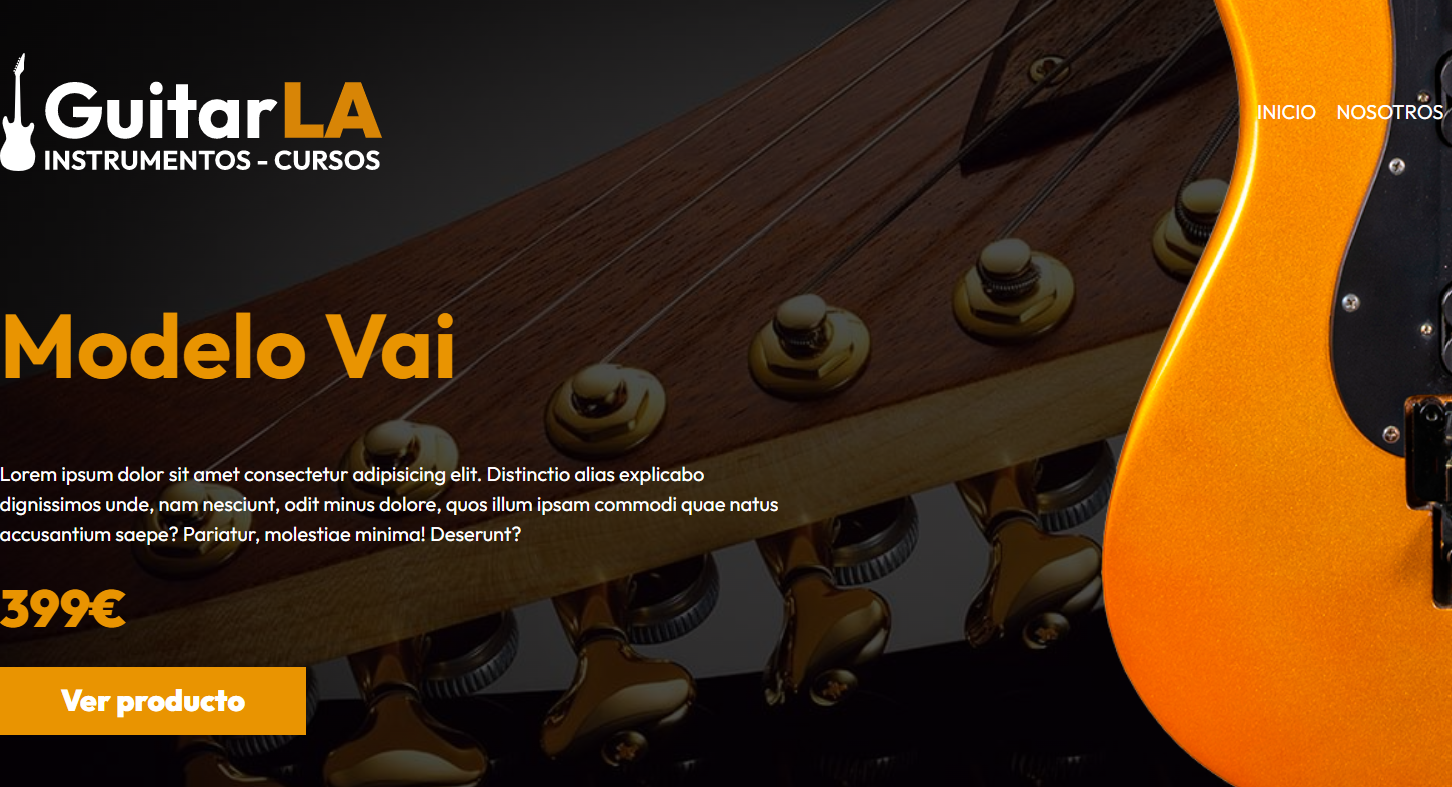 GuitarLA
INSTRUMENTOS - CURSOS
INICIO NOSOTROS
Modelo Vai
Lorem ipsum dolor sit amet consectetur adipisicing elit. Distinctio alias explicabo
dignissimos unde, nam nesciunt, odit minus dolore, quos illum ipsam commodi quae natus
accusantium saepe? Pariatur, molestiae minima! Deserunt?
399€
Ver producto